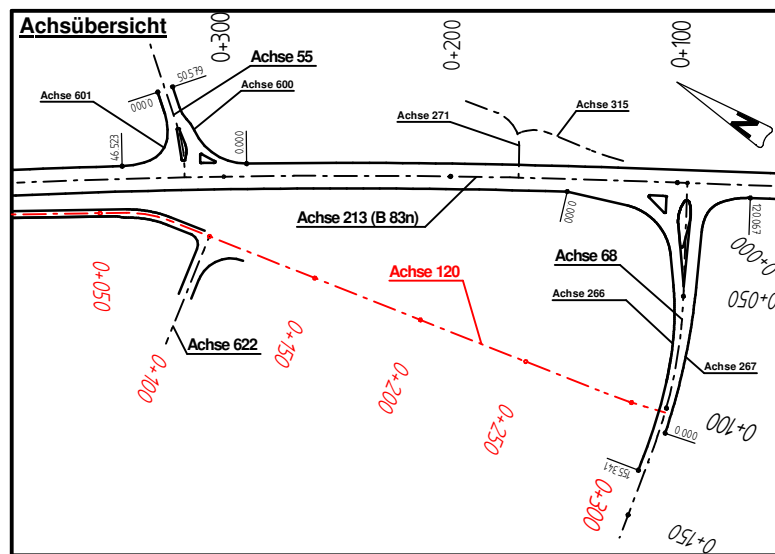 Achsübersicht
0+300
0+200
0+100
Achse 55
50.579
Achse 600
0.000
Achse 601
46.523
0.000
Achse 271
Achse 315
N
Achse 213 (B 83n)
0.000
120.067
0+000
Achse 68
0+050
Achse 266
Achse 267
Achse 120
0+050
0+100
Achse 622
0+150
0+200
0+250
0+300
0+100
0.000
155.341
0+150